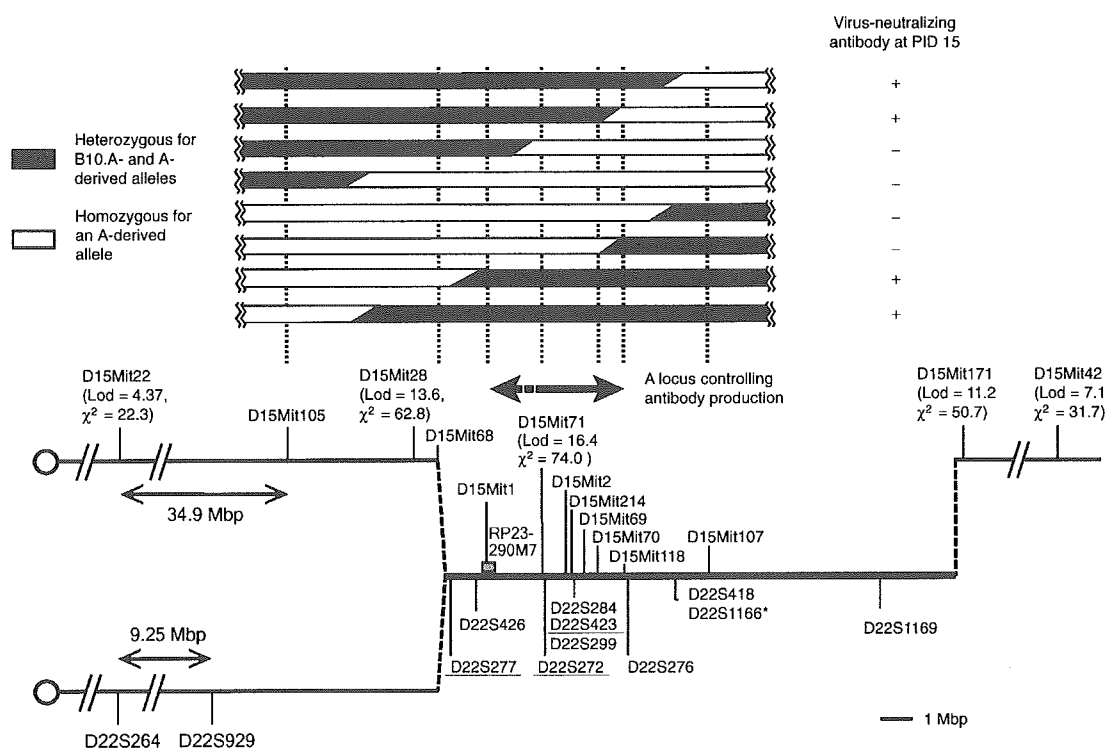 Virus-neutralizing
antibody at PID 15
+
+
−
−
−
−
+
+
Heterozygous for
B10.A- and A-
derived alleles
Homozygous for
an A-derived
allele
A locus controlling
antibody production
D15Mit22
(Lod = 4.37,
χ² = 22.3)
D15Mit105
D15Mit28
(Lod = 13.6,
χ² = 62.8)
D15Mit68
D15Mit71
(Lod = 16.4
χ² = 74.0 )
D15Mit171
(Lod = 11.2
χ² = 50.7)
D15Mit42
(Lod = 7.1
χ² = 31.7)
34.9 Mbp
D15Mit1
RP23-
290M7
D15Mit2
D15Mit214
D15Mit69
D15Mit70
D15Mit118
D15Mit107
D22S426
D22S277
D22S284
D22S423
D22S299
D22S272
D22S276
D22S418
D22S1166*
D22S1169
9.25 Mbp
D22S264
D22S929
1 Mbp